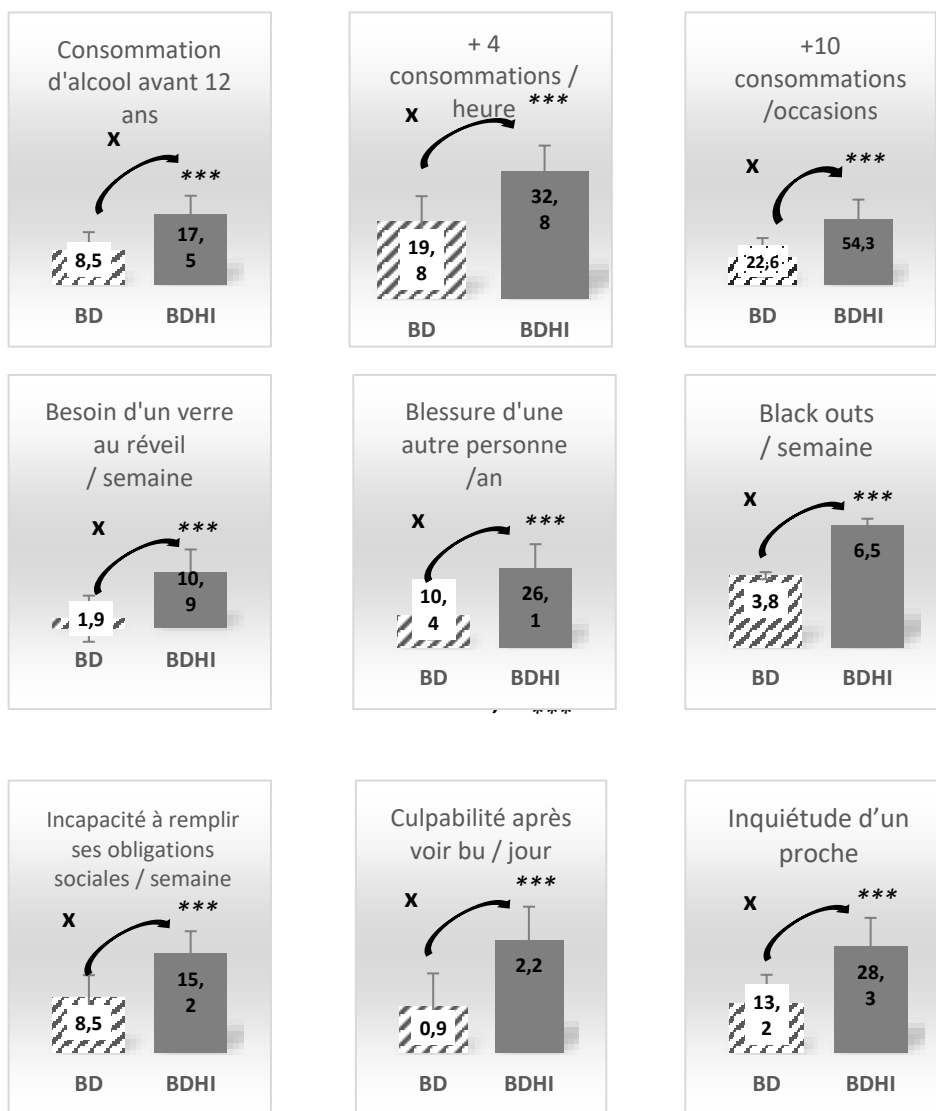 Consommation
d'alcool avant 12
ans
x
***
8,5
17,
5
BD BDHI
+ 4
consommations /
heure
x
***
19,
8
32,
8
BD BDHI
+10
consommations
/occasions
x
***
22,6
54,3
BD BDHI
Besoin d'un verre
au réveil
/ semaine
x
***
1,9
10,
9
BD BDHI
Blessure d'une
autre personne
/an
x
***
10,
4
26,
1
BD BDHI
***
Black outs
/ semaine
x
***
3,8
6,5
BD BDHI
Incapacité à remplir
ses obligations
sociales / semaine
x
***
8,5
15,
2
BD BDHI
Culpabilité après
voir bu / jour
x
***
0,9
2,2
BD BDHI
Inquiétude d’un
proche
x
***
13,
2
28,
3
BD BDHI